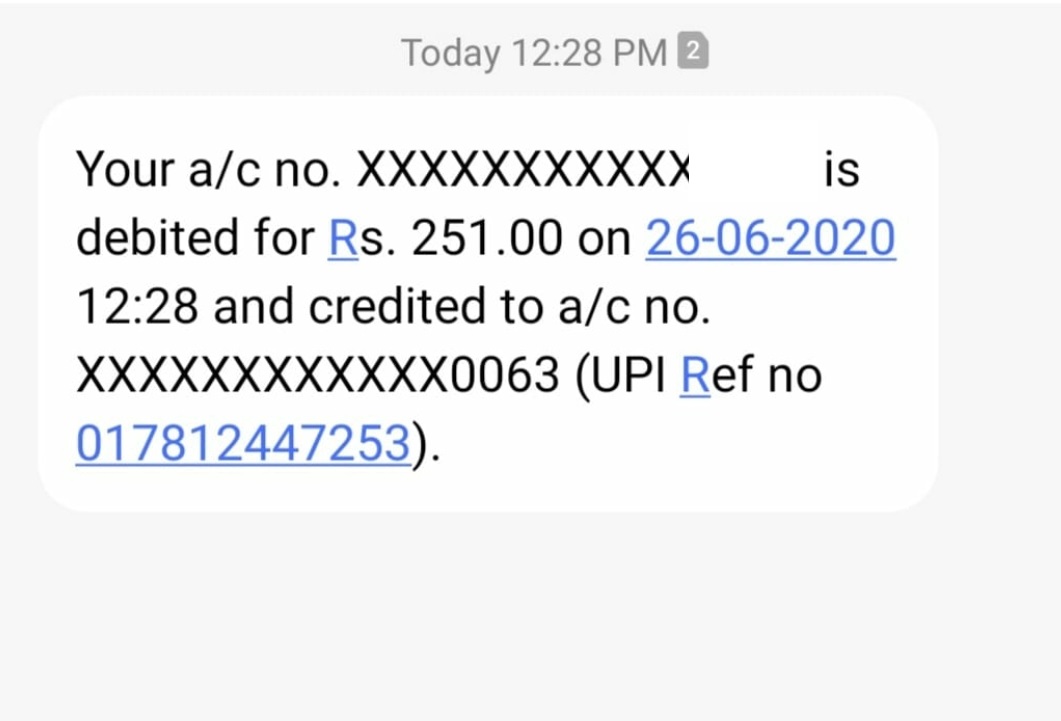 Today 12:28 PM 2
Your a/c no. XXXXXXXXXXX is
debited for Rs. 251.00 on 26-06-2020
12:28 and credited to a/c no.
XXXXXXXXXXXX0063 (UPI Ref no
017812447253).